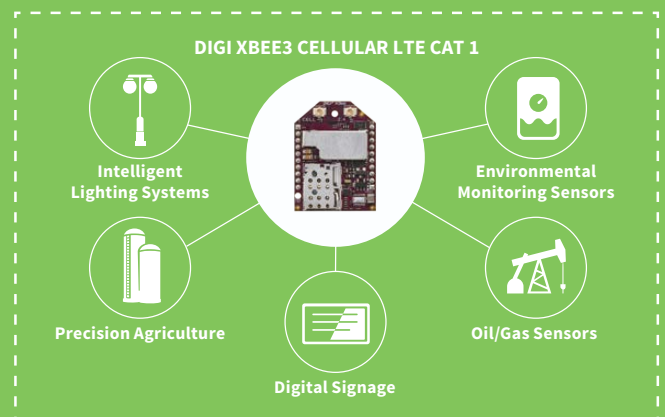 DIGI XBEE3 CELLULAR LTE CAT 1
Intelligent
Lighting Systems
Environmental
Monitoring Sensors
Precision Agriculture
Oil/Gas Sensors
Digital Signage